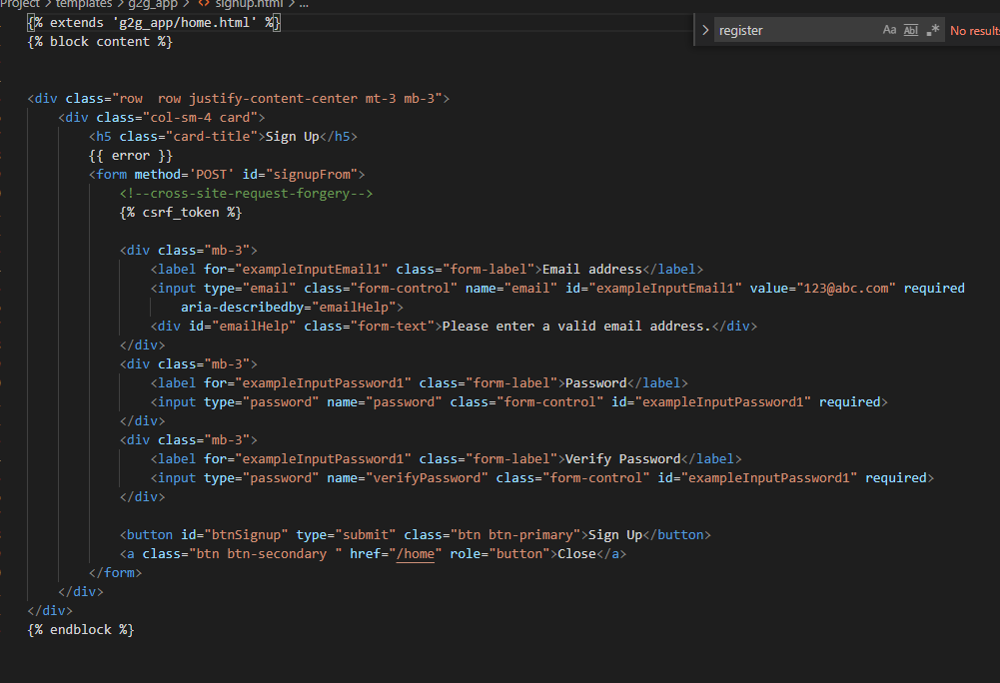 Project > templates > g2g_app > <> signup.html > ...
register Aa Abl .* No results
{% extends 'g2g_app/home.html' %}
{% block content %}
<div class="row  row justify-content-center mt-3 mb-3">
<div class="col-sm-4 card">
<h5 class="card-title">Sign Up</h5>
{{ error }}
<form method='POST' id="signupFrom">
<!--cross-site-request-forgery-->
{% csrf_token %}
<div class="mb-3">
<label for="exampleInputEmail1" class="form-label">Email address</label>
<input type="email" class="form-control" name="email" id="exampleInputEmail1" value="123@abc.com" required
aria-describedby="emailHelp">
<div id="emailHelp" class="form-text">Please enter a valid email address.</div>
</div>
<div class="mb-3">
<label for="exampleInputPassword1" class="form-label">Password</label>
<input type="password" name="password" class="form-control" id="exampleInputPassword1" required>
</div>
<div class="mb-3">
<label for="exampleInputPassword1" class="form-label">Verify Password</label>
<input type="password" name="verifyPassword" class="form-control" id="exampleInputPassword1" required>
</div>
<button id="btnSignup" type="submit" class="btn btn-primary">Sign Up</button>
<a class="btn btn-secondary " href="/home" role="button">Close</a>
</form>
</div>
</div>
{% endblock %}